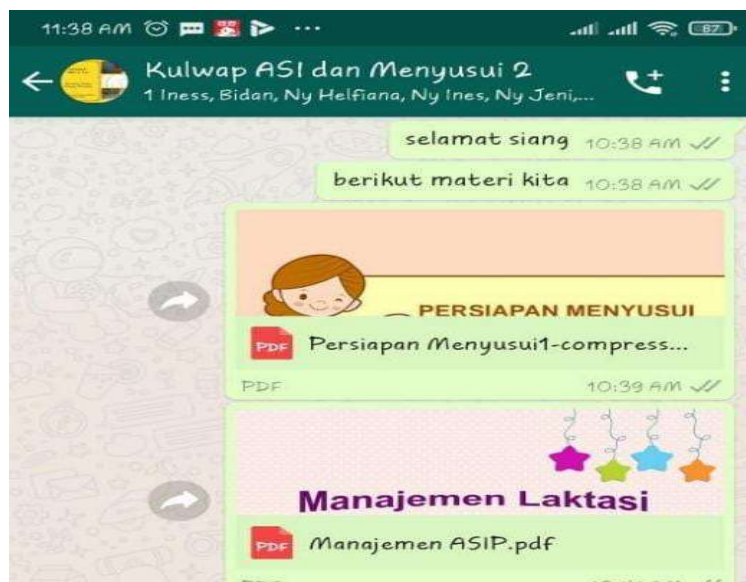 11:38 AM ...
87
Kulwap ASI dan Menyusui 2
1 Iness, Bidan, Ny Helfiana, Ny Ines, Ny Jeni,...
selamat siang 10:38 AM
berikut materi kita 10:38 AM
PERSIAPAN MENYUSUI
PDF Persiapan Menyusui1-compress...
PDF 10:39 AM
Manajemen Laktasi
PDF Manajemen ASIP.pdf